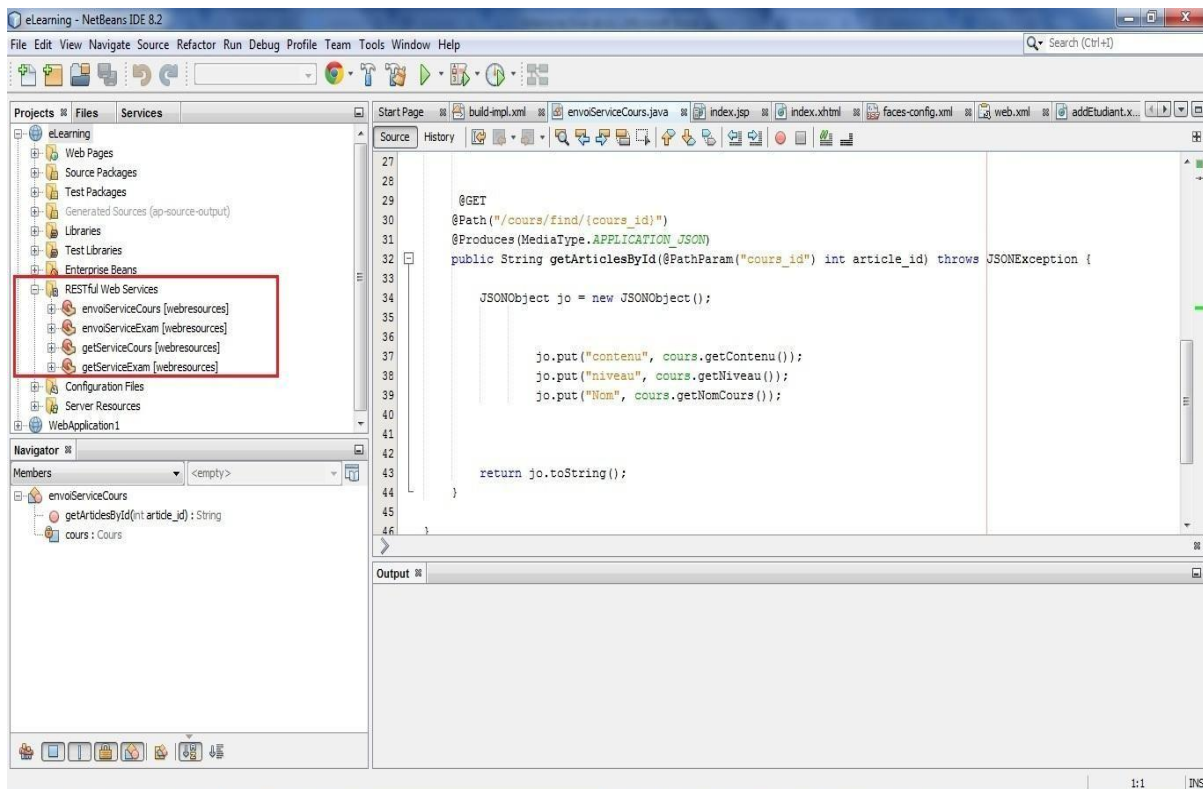 eLearning - NetBeans IDE 8.2
File Edit View Navigate Source Refactor Run Debug Profile Team Tools Window Help
Search (Ctrl+I)
Projects Files Services
eLearning
Web Pages
Source Packages
Test Packages
Generated Sources (ap-source-output)
Libraries
Test Libraries
Enterprise Beans
RESTful Web Services
envoiServiceCours [webresources]
envoiServiceExam [webresources]
getServiceCours [webresources]
getServiceExam [webresources]
Configuration Files
Server Resources
WebApplication1
Navigator
Members <empty>
envoiServiceCours
getArticlesById(int article_id) : String
cours : Cours
Start Page build-impl.xml envoiServiceCours.java index.jsp index.xhtml faces-config.xml web.xml addEtudiant.x...
Source History
27
28
29 @GET
30 @Path("/cours/find/{cours_id}")
31 @Produces(MediaType.APPLICATION_JSON)
32 public String getArticlesById(@PathParam("cours_id") int article_id) throws JSONException {
33
34 JSONObject jo = new JSONObject();
35
36
37 jo.put("contenu", cours.getContenu());
38 jo.put("niveau", cours.getNiveau());
39 jo.put("Nom", cours.getNomCours());
40
41
42
43 return jo.toString();
44 }
45
46 }
Output
1:1 INS